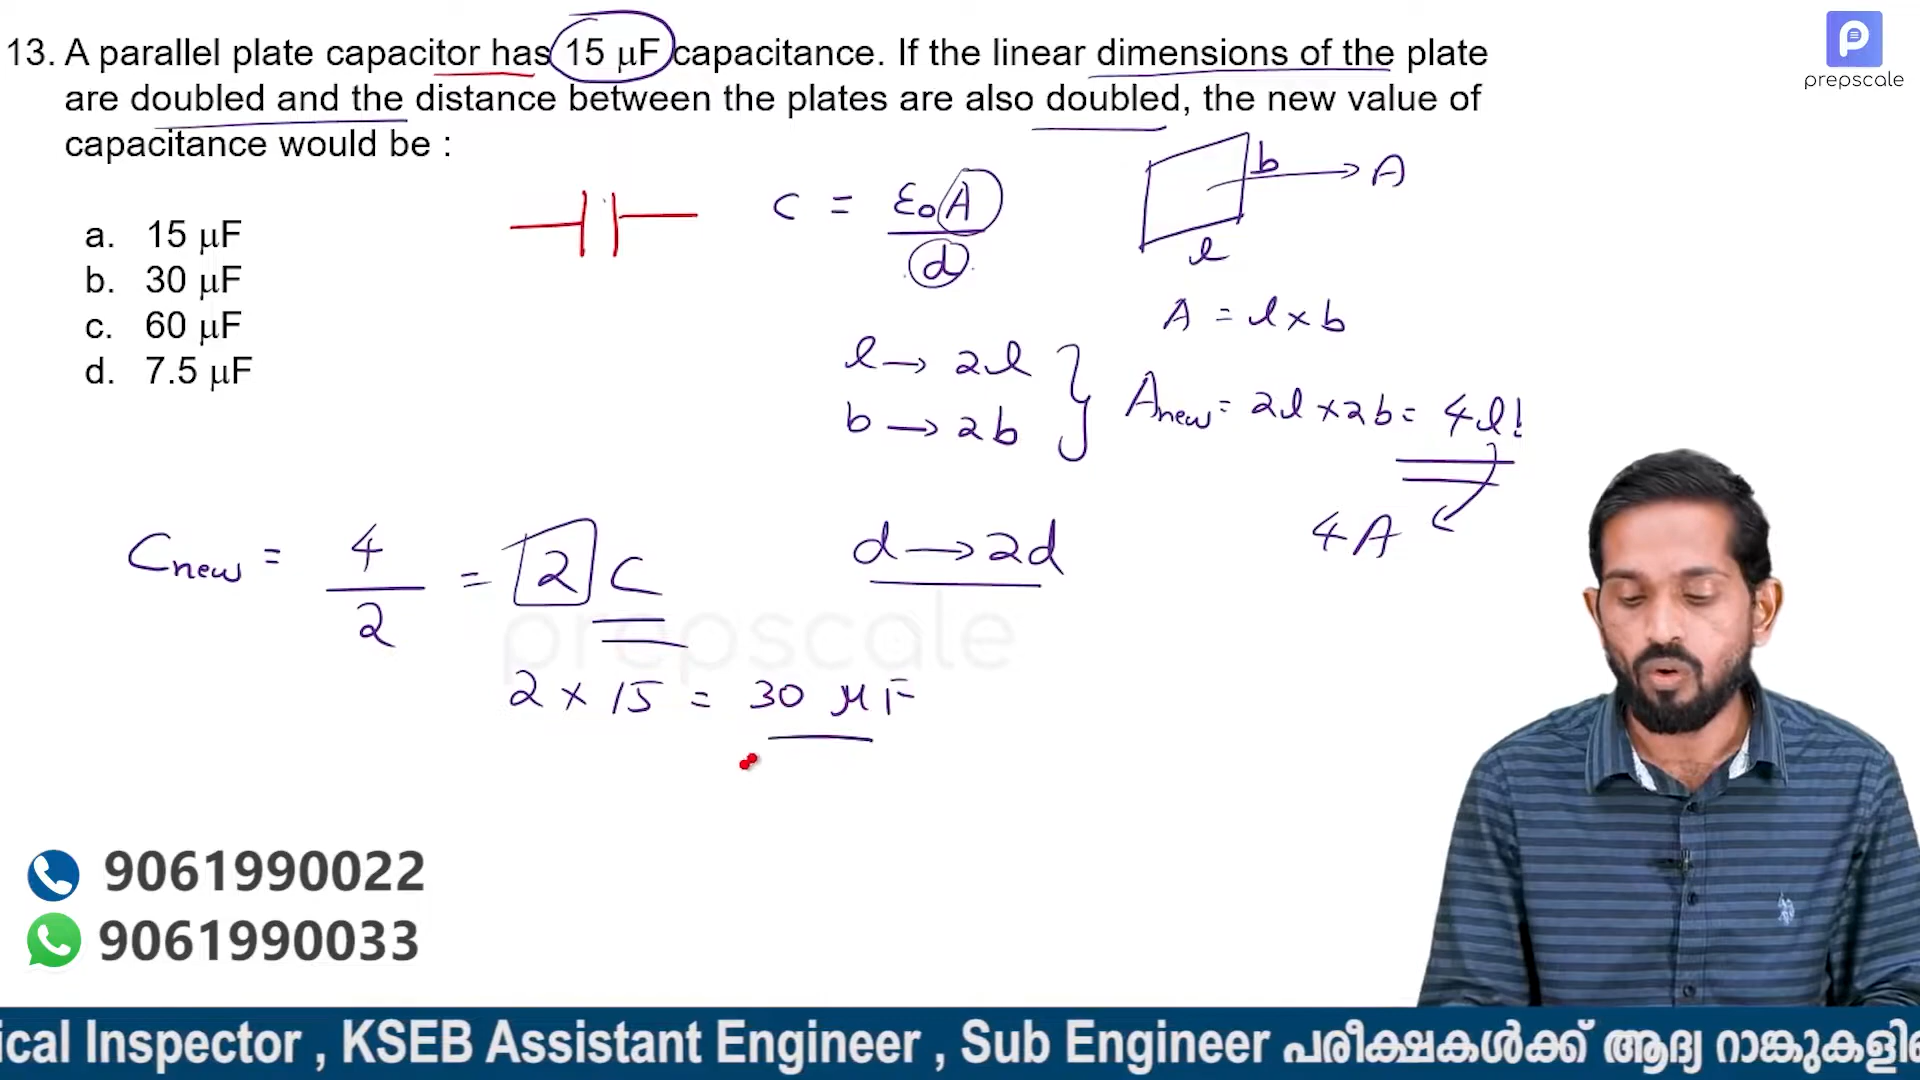 13. A parallel plate capacitor has 15 μF capacitance. If the linear dimensions of the plate
are doubled and the distance between the plates are also doubled, the new value of
capacitance would be :
a. 15 μF
b. 30 μF
c. 60 μF
d. 7.5 μF
prepscale
C = ε₀A / d
b → A
l
A = l × b
l → 2l
b → 2b
Anew = 2l × 2b = 4l
4A
d → 2d
Cnew = 4/2 = 2 C
prepscale
2 × 15 = 30 μF
9061990022
9061990033
ical Inspector , KSEB Assistant Engineer , Sub Engineer പരീക്ഷകൾക്ക് ആദ്യ